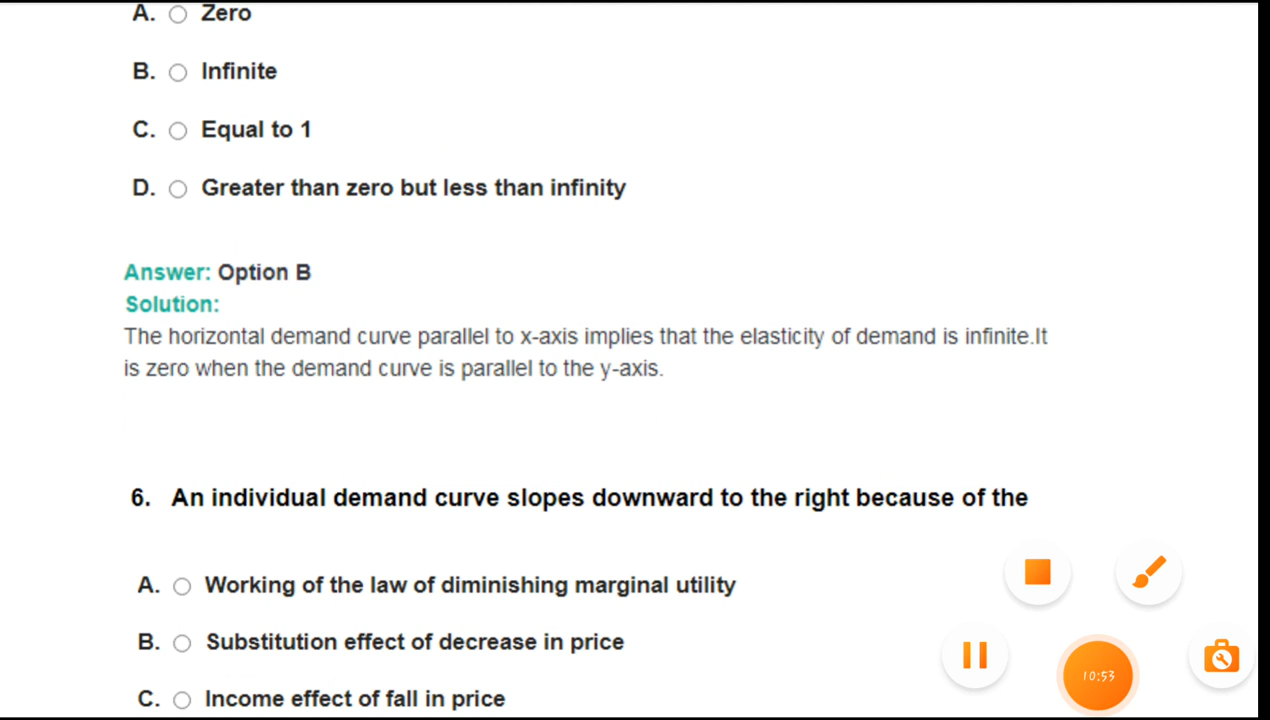 A. Zero
B. Infinite
C. Equal to 1
D. Greater than zero but less than infinity
Answer: Option B
Solution:
The horizontal demand curve parallel to x-axis implies that the elasticity of demand is infinite.It
is zero when the demand curve is parallel to the y-axis.
6. An individual demand curve slopes downward to the right because of the
A. Working of the law of diminishing marginal utility
B. Substitution effect of decrease in price
C. Income effect of fall in price
10:53